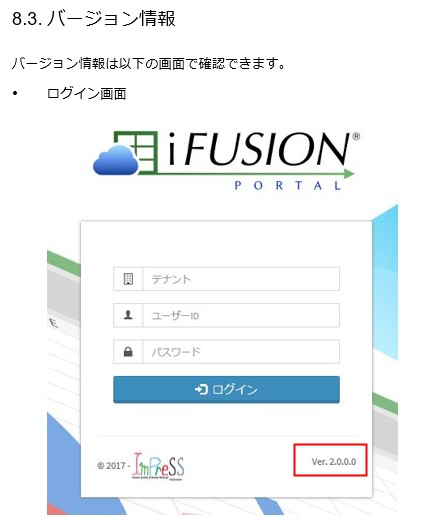 8.3. バージョン情報
バージョン情報は以下の画面で確認できます。
• ログイン画面
iFUSION®
PORTAL
テナント
ユーザーID
パスワード
ログイン
© 2017 - ImPreSS
Ver. 2.0.0.0
E